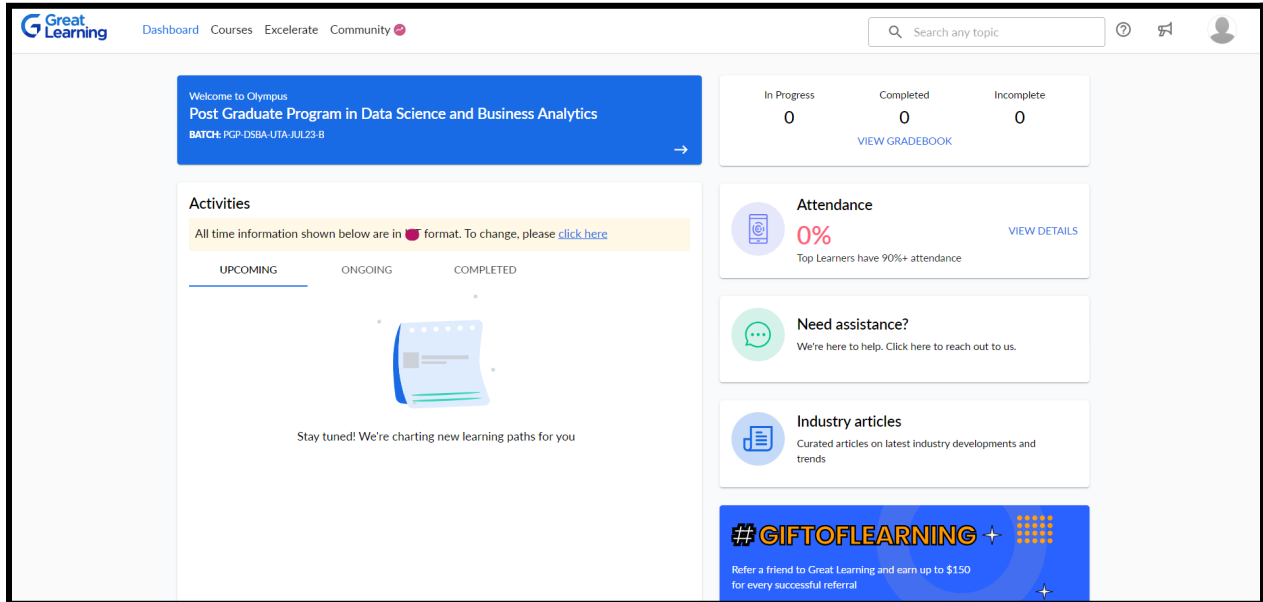 Great
Learning
Dashboard Courses Excelerate Community
Search any topic
Welcome to Olympus
Post Graduate Program in Data Science and Business Analytics
BATCH: PGP-DSBA-UTA-JUL23-B
In Progress Completed Incomplete
0 0 0
VIEW GRADEBOOK
Activities
All time information shown below are in format. To change, please click here
UPCOMING ONGOING COMPLETED
Stay tuned! We're charting new learning paths for you
Attendance
0%
VIEW DETAILS
Top Learners have 90%+ attendance
Need assistance?
We're here to help. Click here to reach out to us.
Industry articles
Curated articles on latest industry developments and
trends
#GIFTOFLEARNING
Refer a friend to Great Learning and earn up to $150
for every successful referral